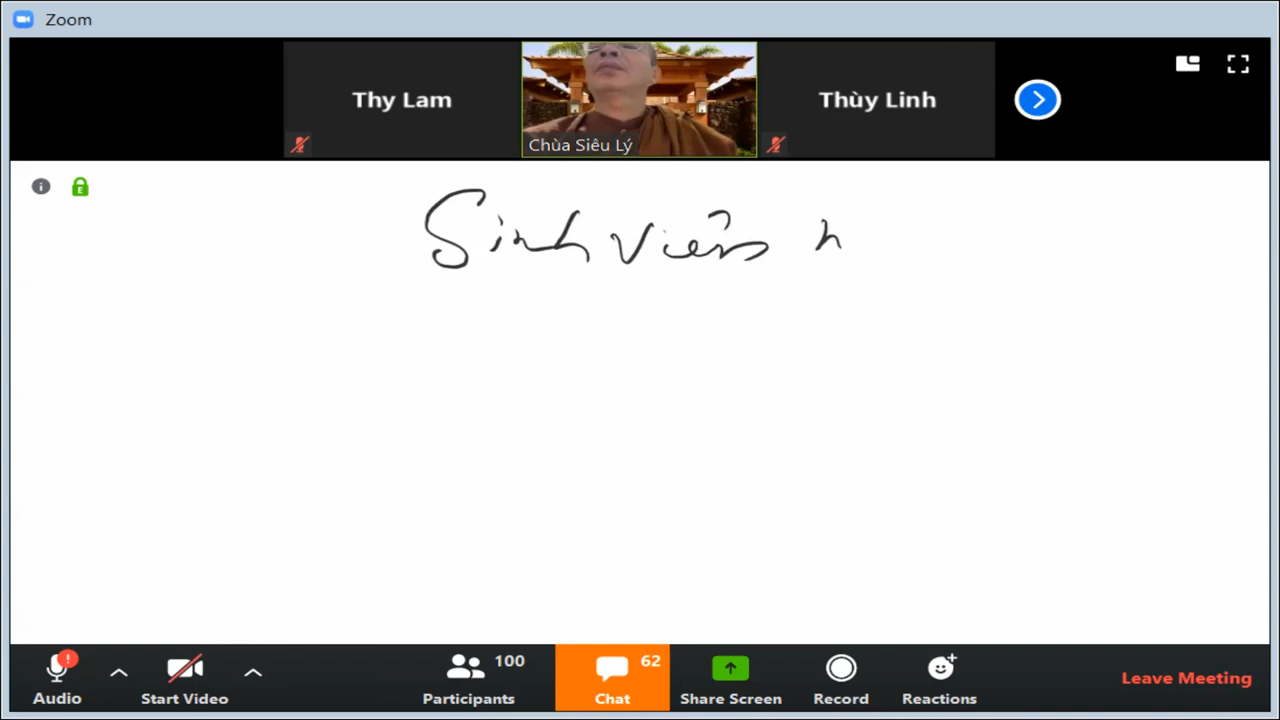 Zoom
Thy Lam
Chùa Siêu Lý
Thùy Linh
E
Sinh viên
Audio
Start Video
Participants
100
Chat
62
Share Screen
Record
Reactions
Leave Meeting